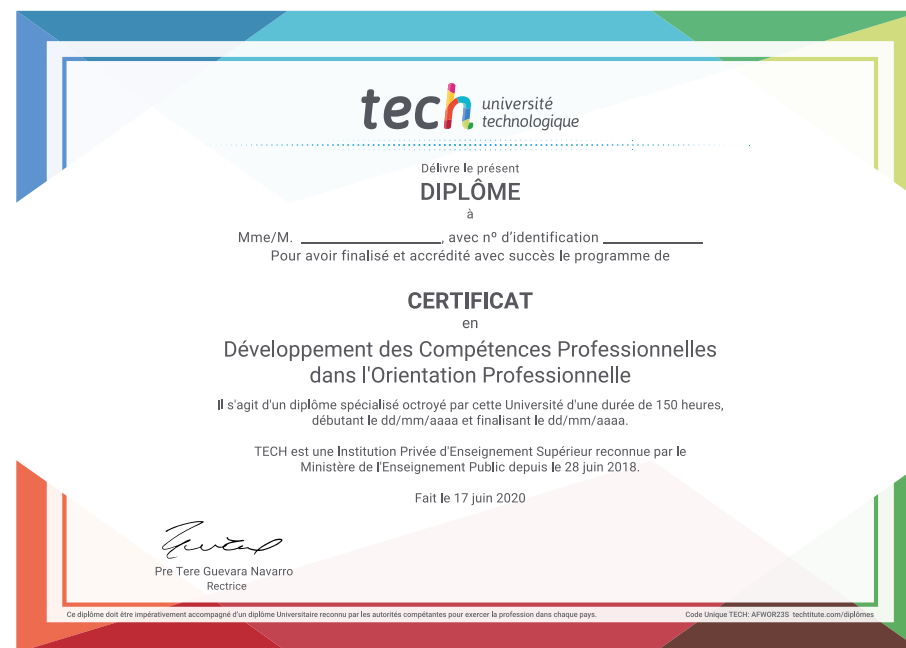 tech université
technologique
Délivre le présent
DIPLÔME
à
Mme/M. ____________________, avec nº d'identification ______________
Pour avoir finalisé et accrédité avec succès le programme de
CERTIFICAT
en
Développement des Compétences Professionnelles
dans l'Orientation Professionnelle
Il s'agit d'un diplôme spécialisé octroyé par cette Université d'une durée de 150 heures,
débutant le dd/mm/aaaa et finalisant le dd/mm/aaaa.
TECH est une Institution Privée d'Enseignement Supérieur reconnue par le
Ministère de l'Enseignement Public depuis le 28 juin 2018.
Fait le 17 juin 2020
Pre Tere Guevara Navarro
Rectrice
Ce diplôme doit être impérativement accompagné d'un diplôme Universitaire reconnu par les autorités compétantes pour exercer la profession dans chaque pays.
Code Unique TECH: AFWOR23S techtitute.com/diplômes